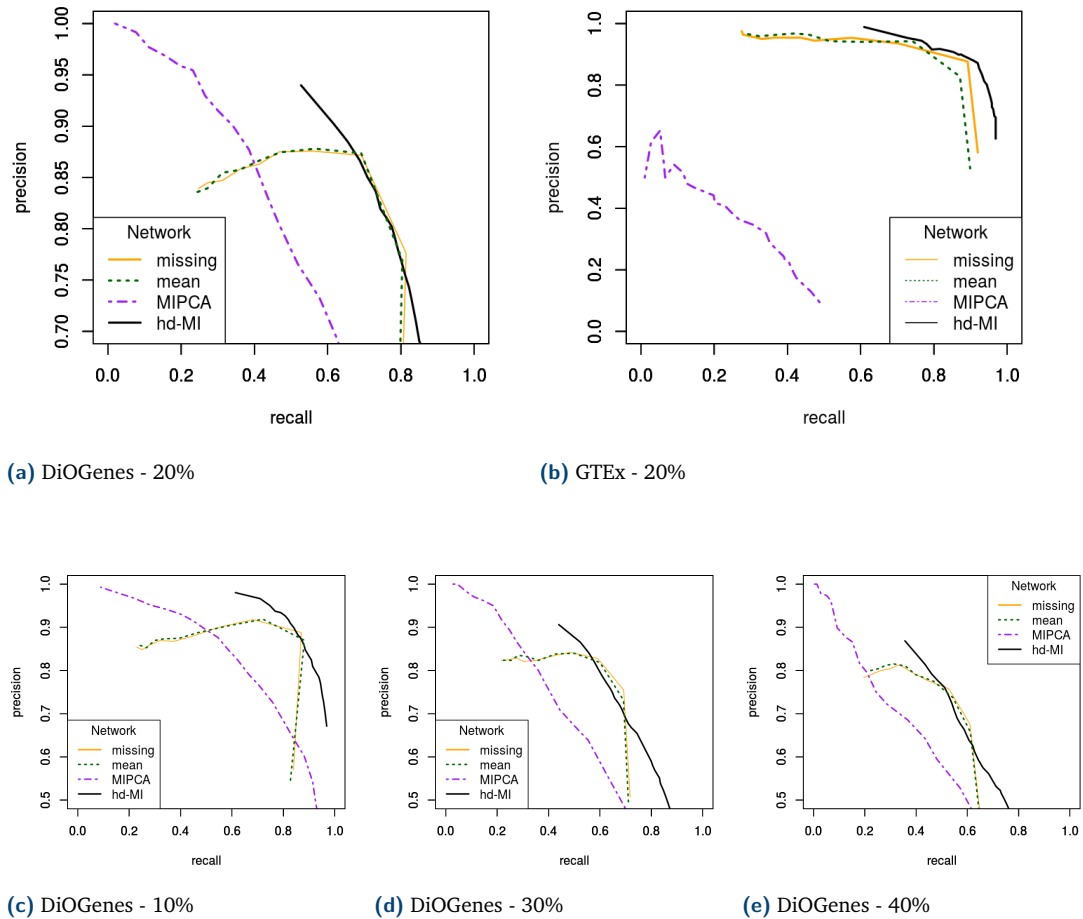 precision
0.70 0.75 0.80 0.85 0.90 0.95 1.00
Network
missing
mean
MIPCA
hd-MI
0.0 0.2 0.4 0.6 0.8 1.0
recall
(a) DiOGenes - 20%
precision
0.0 0.2 0.4 0.6 0.8 1.0
Network
missing
mean
MIPCA
hd-MI
0.0 0.2 0.4 0.6 0.8 1.0
recall
(b) GTEx - 20%
precision
0.5 0.6 0.7 0.8 0.9 1.0
Network
missing
mean
MIPCA
hd-MI
0.0 0.2 0.4 0.6 0.8 1.0
recall
(c) DiOGenes - 10%
precision
0.5 0.6 0.7 0.8 0.9 1.0
Network
missing
mean
MIPCA
hd-MI
0.0 0.2 0.4 0.6 0.8 1.0
recall
(d) DiOGenes - 30%
precision
0.5 0.6 0.7 0.8 0.9 1.0
Network
missing
mean
MIPCA
hd-MI
0.0 0.2 0.4 0.6 0.8 1.0
recall
(e) DiOGenes - 40%